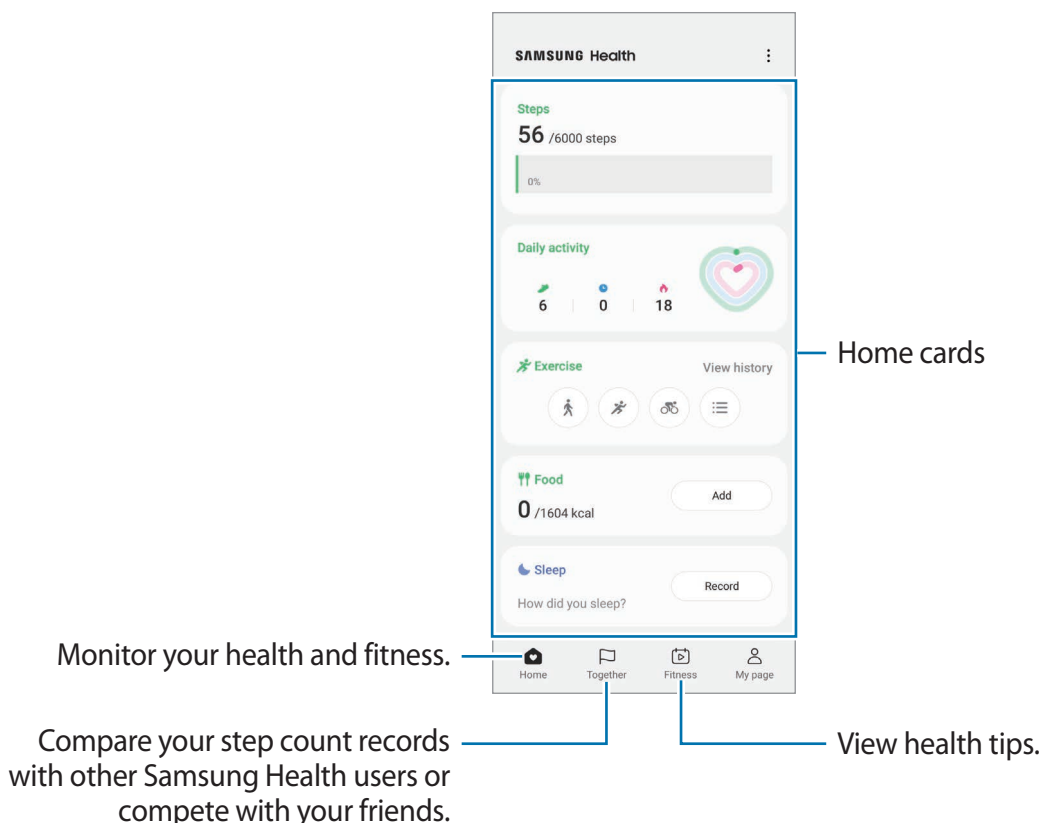 SAMSUNG Health
Steps
56 /6000 steps
0%
Daily activity
6 0 18
Home cards
Exercise View history
Food
0 /1604 kcal
Add
Sleep
How did you sleep?
Record
Monitor your health and fitness.
Home Together Fitness My page
Compare your step count records
with other Samsung Health users or
compete with your friends.
View health tips.